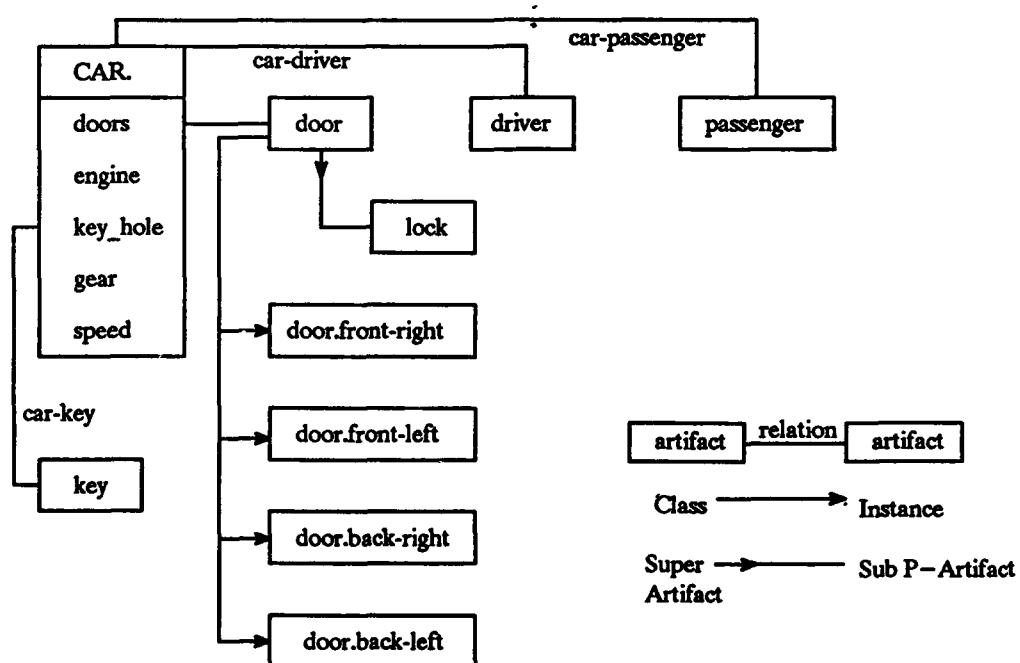 car-passenger
CAR.
car-driver
doors
door
driver
passenger
engine
key_hole
lock
gear
speed
door.front-right
car-key
door.front-left
artifact
relation
artifact
key
Class
Instance
door.back-right
Super
Artifact
Sub P-Artifact
door.back-left